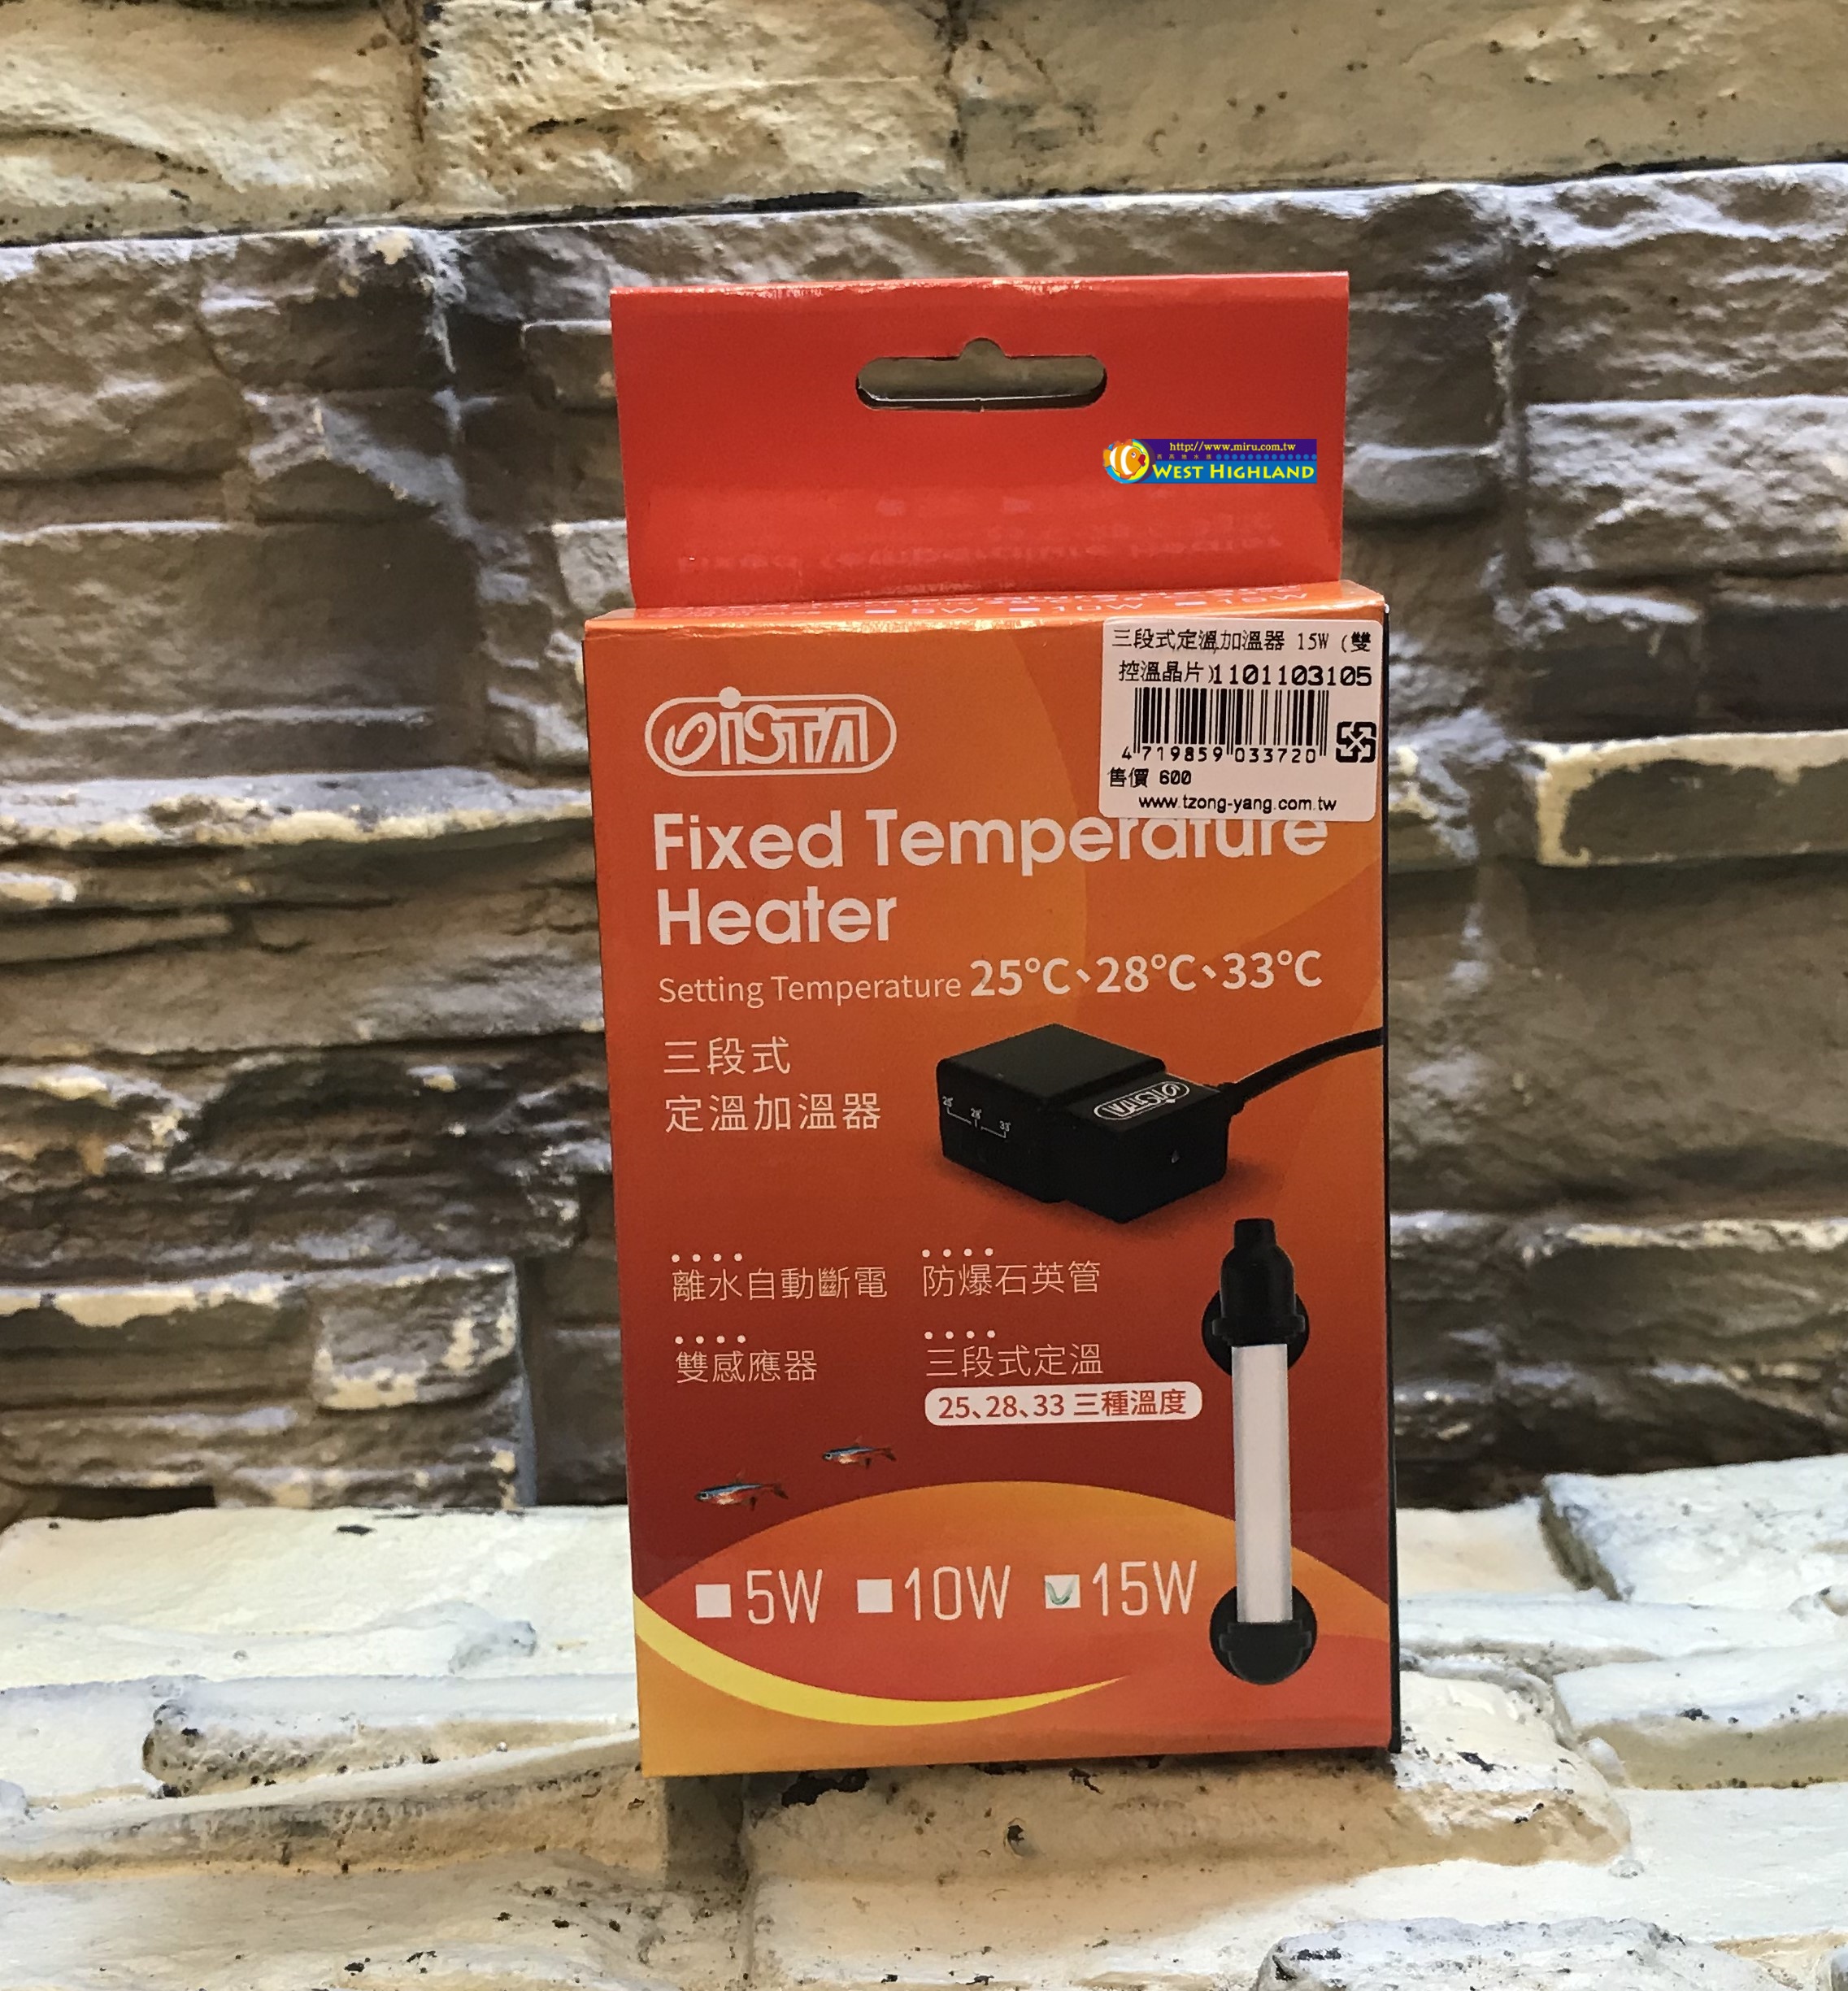 http://www.miru.com.tw
WEST HIGHLAND
5W 10W 15W
三段式定溫加溫器 15W (雙
控溫晶片)1101103105
4 719859 033720
售價 600
www.tzong-yang.com.tw
iSTA
Fixed Temperature
Heater
Setting Temperature 25°C、28°C、33°C
三段式
定溫加溫器
iSTA
25° 28° 33°
離水自動斷電 防爆石英管
雙感應器 三段式定溫
25、28、33 三種溫度
5W 10W 15W